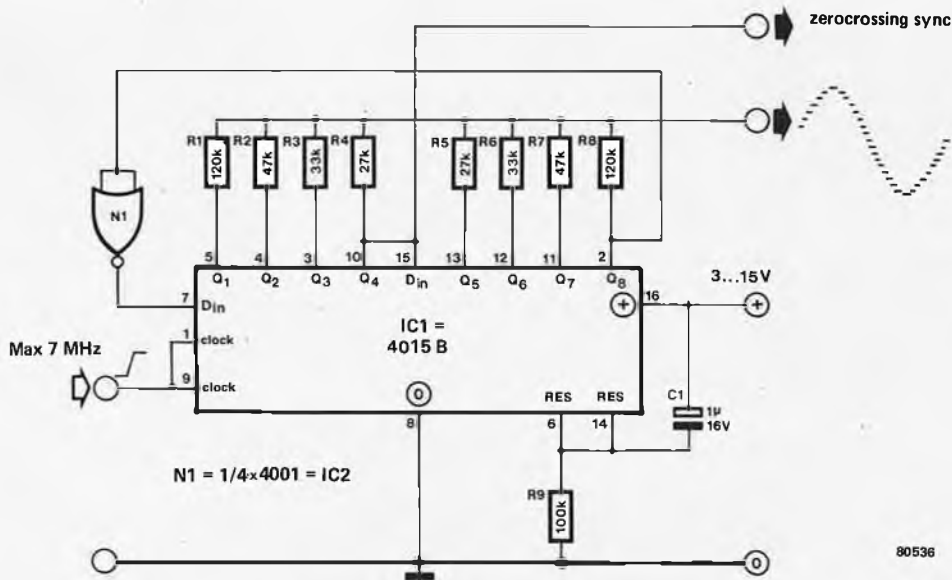 zerocrossing sync
R1 R2 R3 R4 R5 R6 R7 R8
120k 47k 33k 27k 27k 33k 47k 120k
N1
5 4 3 10 15 13 12 11 2
Q1 Q2 Q3 Q4 Din Q5 Q6 Q7 Q8
3...15V
7 Din
+ 16 +
IC1 =
4015 B
1 clock
Max 7 MHz
9 clock
0
RES RES
C1
1µ
16V
8 6 14
N1 = 1/4 x 4001 = IC2
R9
100k
80536
0